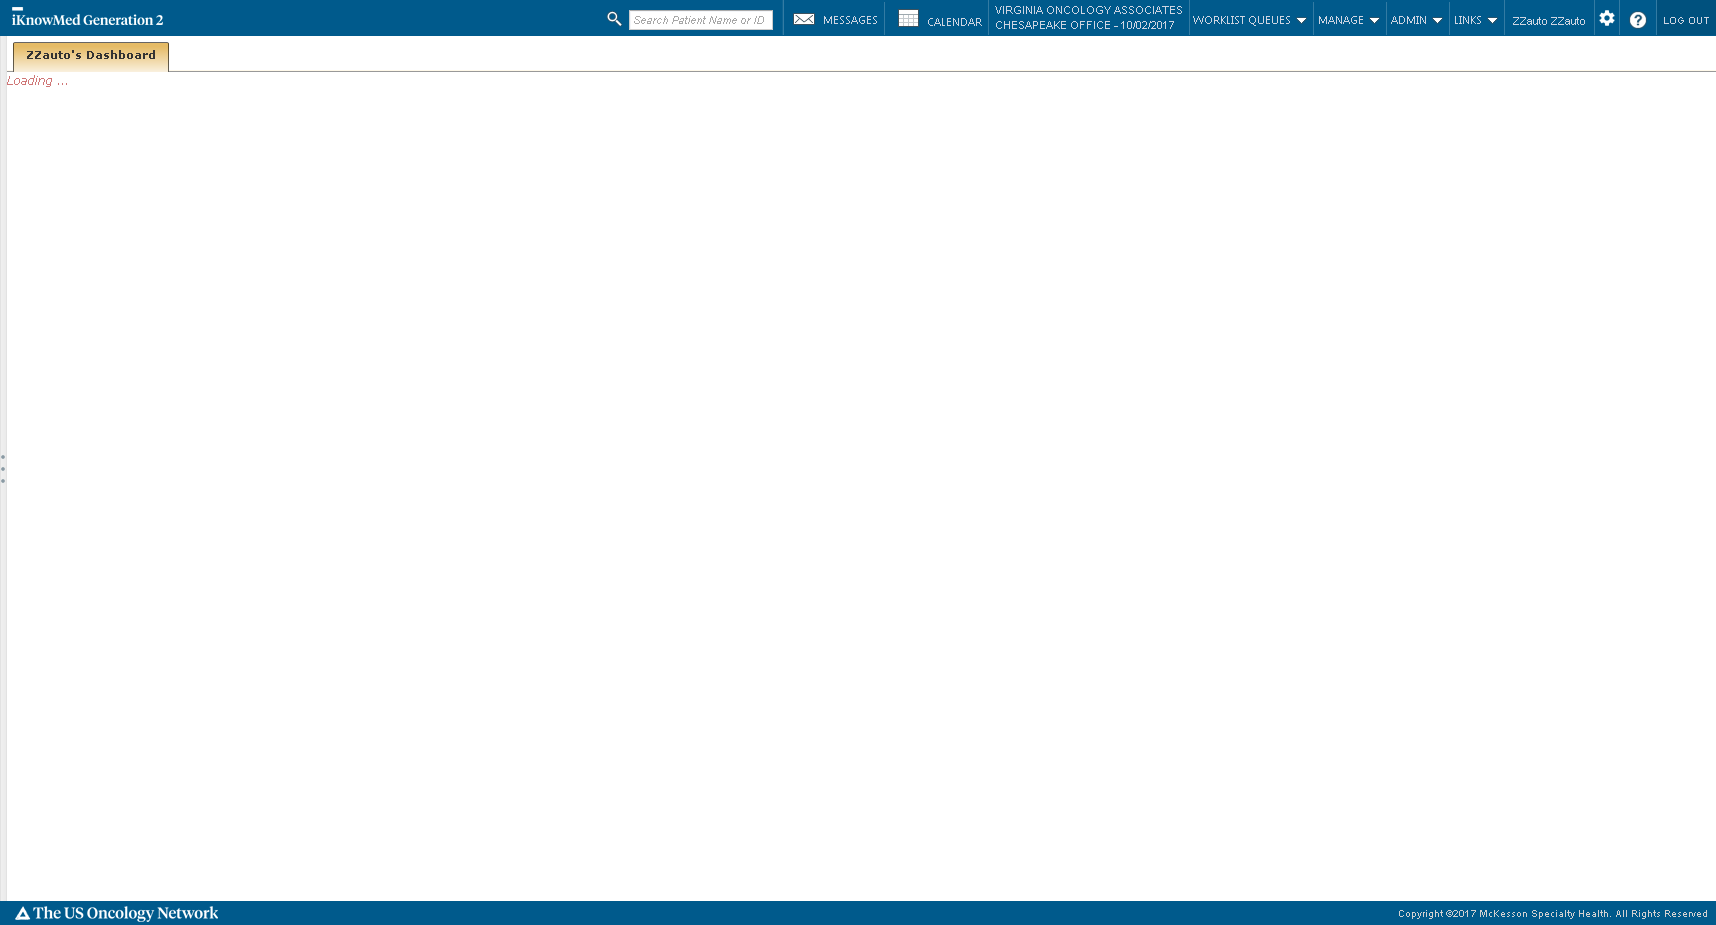 iKnowMed Generation 2
Search Patient Name or ID
MESSAGES
CALENDAR
VIRGINIA ONCOLOGY ASSOCIATES
CHESAPEAKE OFFICE - 10/02/2017
WORKLIST QUEUES
MANAGE
ADMIN
LINKS
ZZauto ZZauto
?
LOG OUT
ZZauto's Dashboard
Loading ...
The US Oncology Network
Copyright ©2017 McKesson Specialty Health. All Rights Reserved